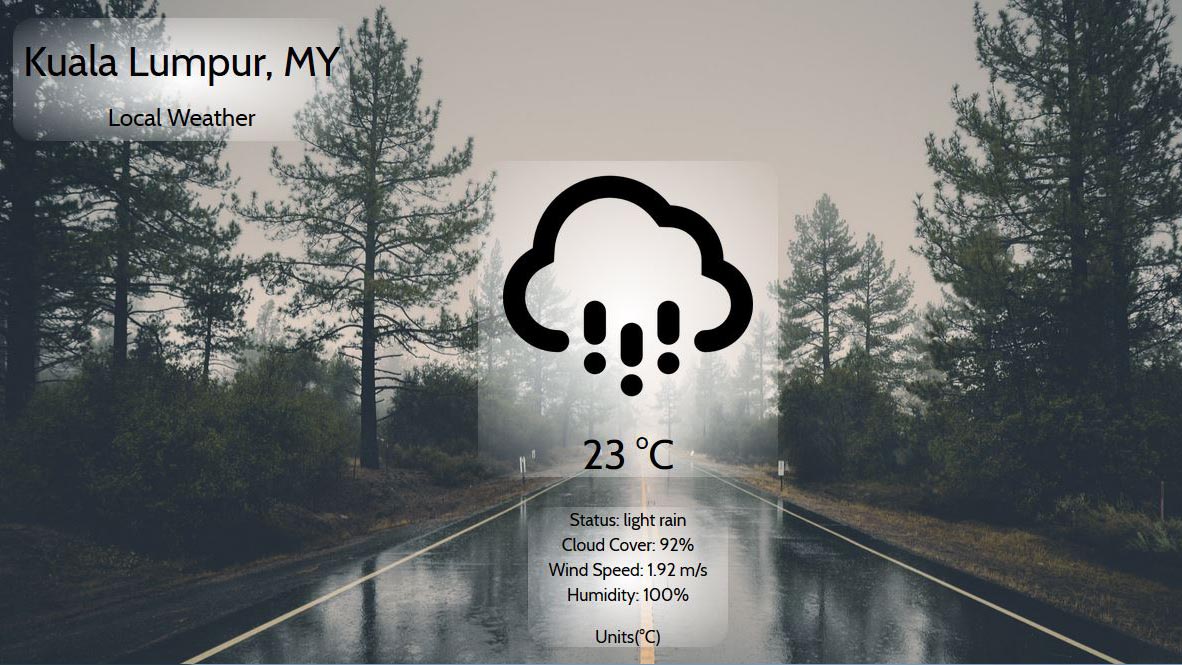 Kuala Lumpur, MY
Local Weather
23 °C
Status: light rain
Cloud Cover: 92%
Wind Speed: 1.92 m/s
Humidity: 100%
Units(°C)